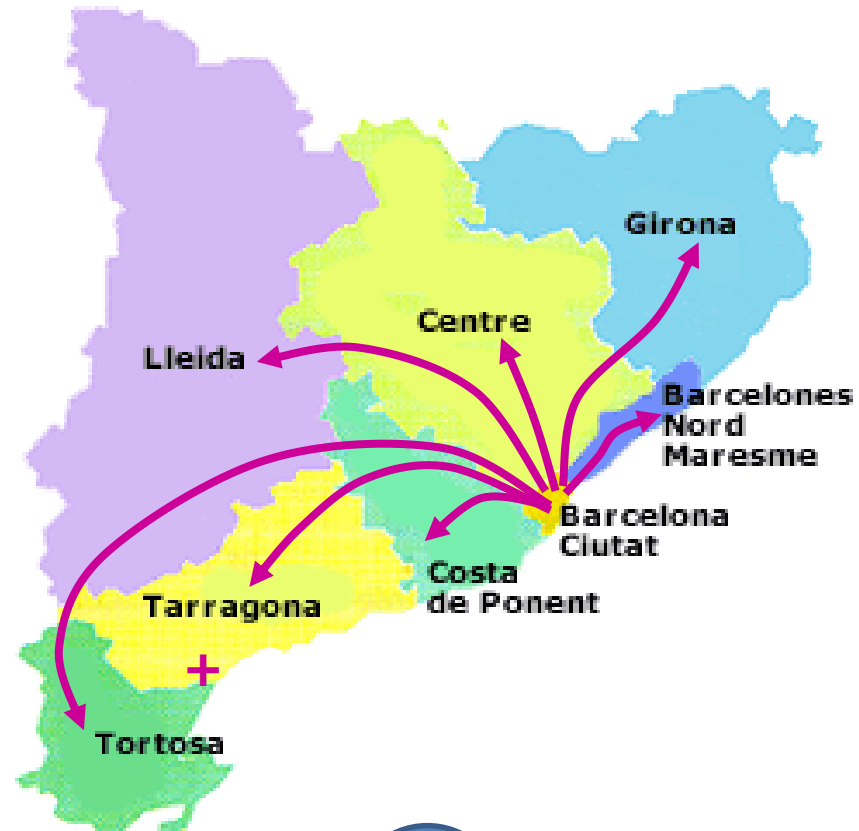 Girona
Centre
Lleida
Barcelones
Nord
Maresme
Barcelona
Ciutat
Costa
de Ponent
Tarragona
+
Tortosa